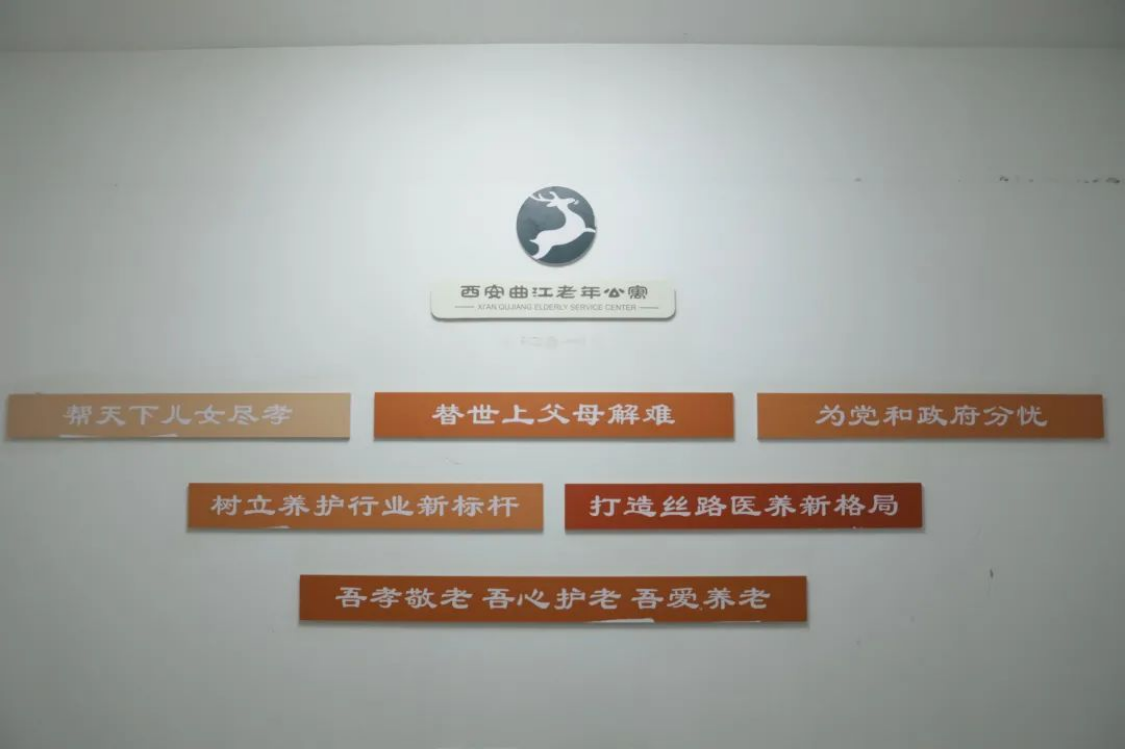 西安曲江老年公寓
XI'AN QUJIANG ELDERLY SERVICE CENTER
帮天下儿女尽孝
替世上父母解难
为党和政府分忧
树立养护行业新标杆
打造丝路医养新格局
吾孝敬老 吾心护老 吾爱养老